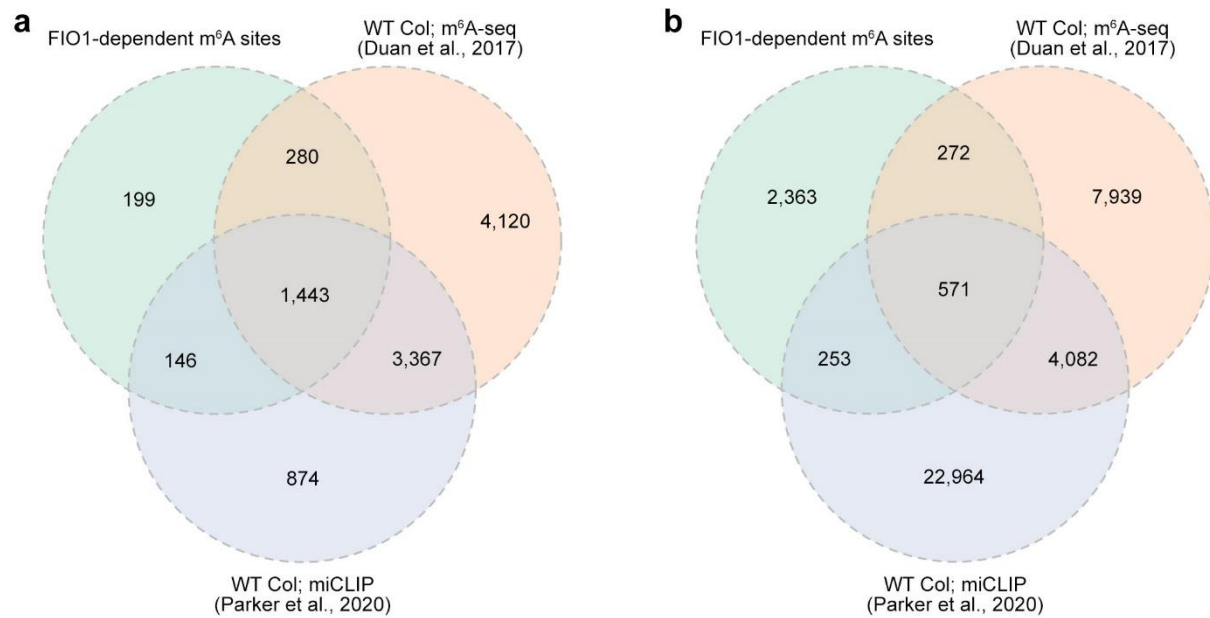 a
FIO1-dependent m⁶A sites
WT Col; m⁶A-seq
(Duan et al., 2017)
280
199
4,120
1,443
146
3,367
874
WT Col; miCLIP
(Parker et al., 2020)
b
FIO1-dependent m⁶A sites
WT Col; m⁶A-seq
(Duan et al., 2017)
272
2,363
7,939
571
253
4,082
22,964
WT Col; miCLIP
(Parker et al., 2020)